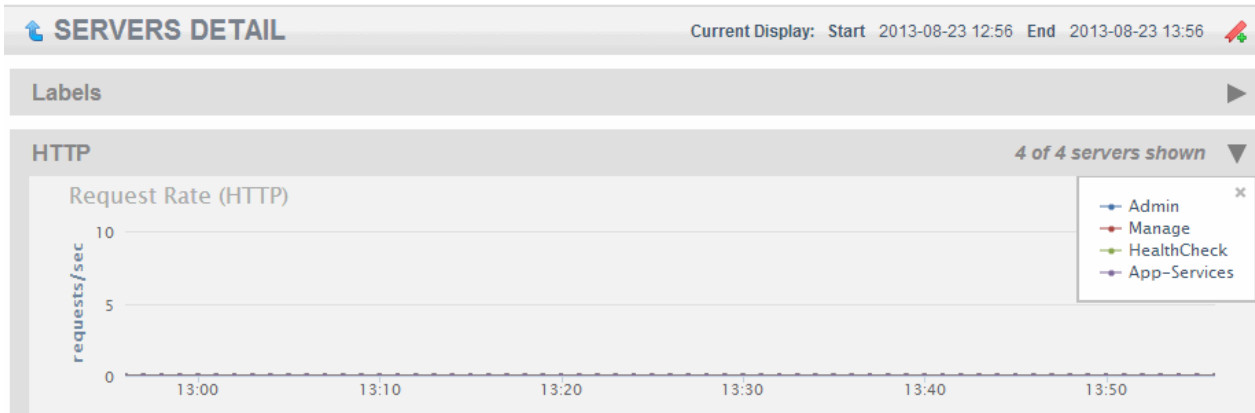 SERVERS DETAIL
Current Display: Start 2013-08-23 12:56 End 2013-08-23 13:56
Labels
HTTP
4 of 4 servers shown
Request Rate (HTTP)
Admin
Manage
HealthCheck
App-Services
requests/sec
10
5
0
13:00 13:10 13:20 13:30 13:40 13:50